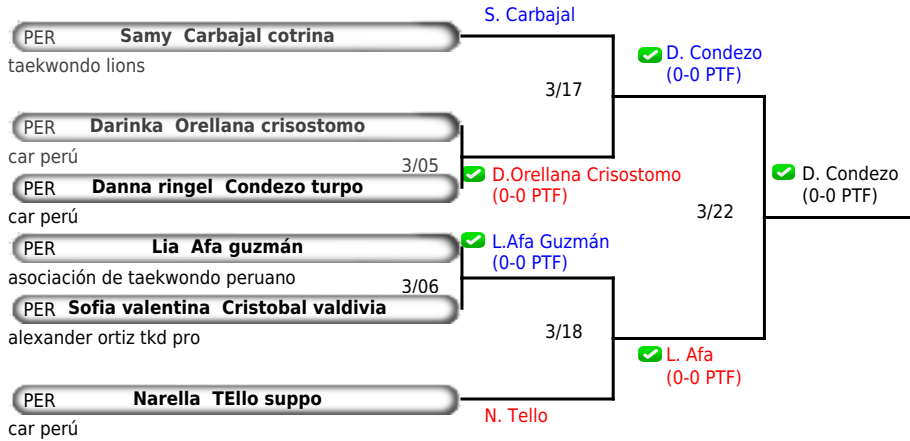 S. Carbajal
PER Samy Carbajal cotrina
taekwondo lions
D. Condezo
(0-0 PTF)
3/17
PER Darinka Orellana crisostomo
car perú
3/05
D.Orellana Crisostomo
(0-0 PTF)
PER Danna ringel Condezo turpo
car perú
D. Condezo
(0-0 PTF)
3/22
PER Lia Afa guzmán
asociación de taekwondo peruano
L.Afa Guzmán
(0-0 PTF)
3/06
PER Sofia valentina Cristobal valdivia
alexander ortiz tkd pro
3/18
L. Afa
(0-0 PTF)
PER Narella TEllo suppo
car perú
N. Tello